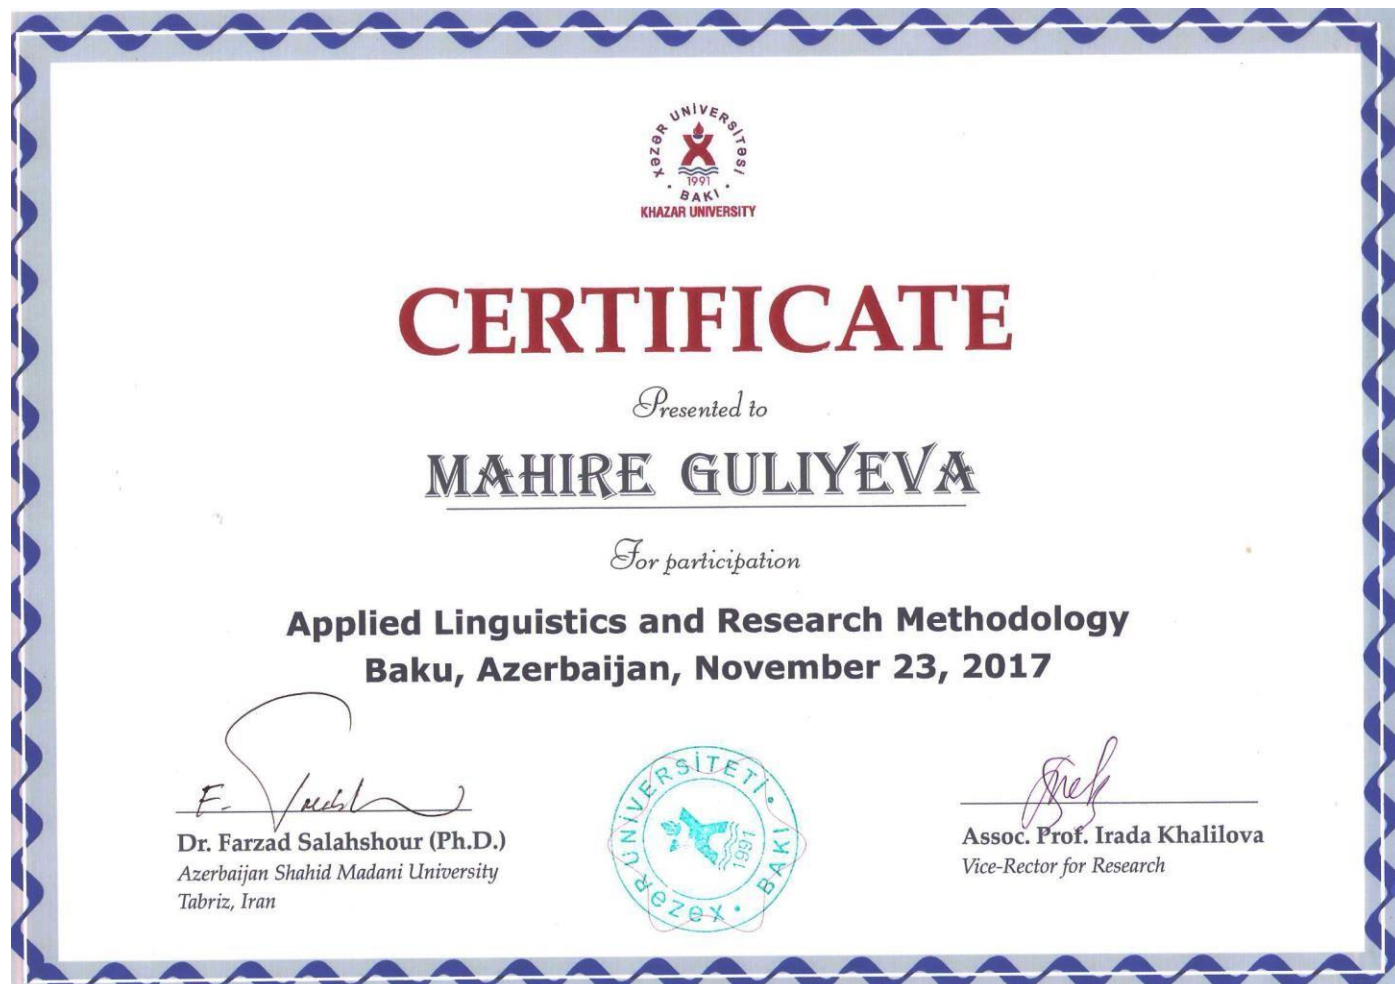 XƏZƏR UNİVERSİTƏSİ
1991
BAKI
KHAZAR UNIVERSITY
CERTIFICATE
Presented to
MAHIRE GULIYEVA
For participation
Applied Linguistics and Research Methodology
Baku, Azerbaijan, November 23, 2017
F.
Dr. Farzad Salahshour (Ph.D.)
Azerbaijan Shahid Madani University
Tabriz, Iran
XƏZƏR UNİVERSİTETİ • BAKI •
1991
Assoc. Prof. Irada Khalilova
Vice-Rector for Research